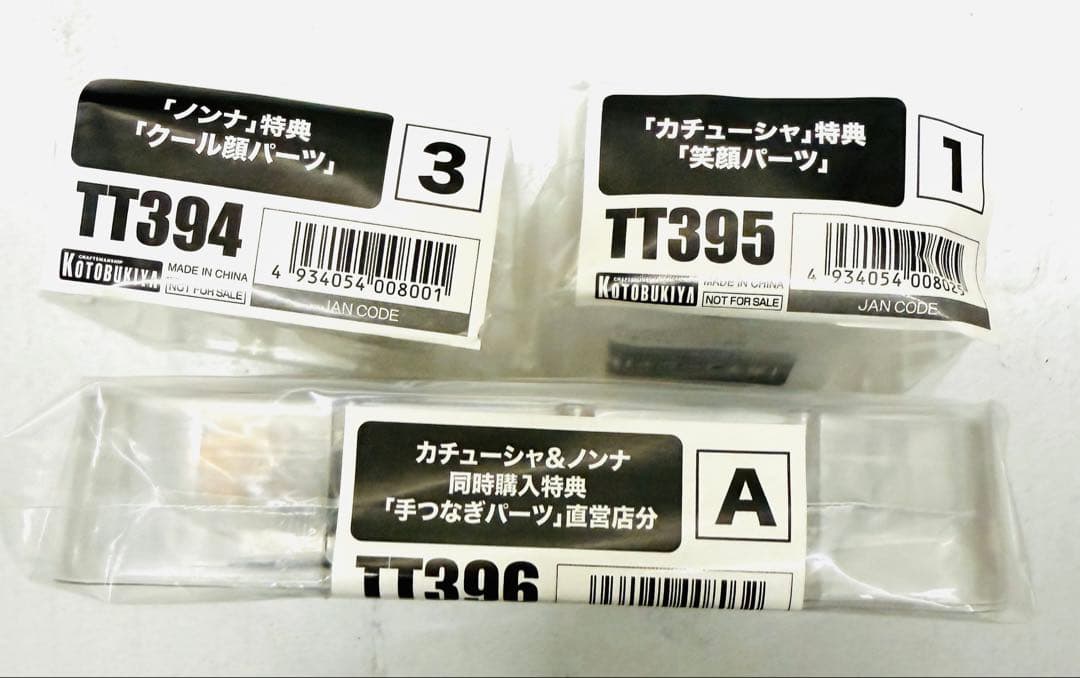 「ノンナ」特典
「クール顔パーツ」
3
TT394
CRAFTSMANSHIP
KOTOBUKIYA
MADE IN CHINA
NOT FOR SALE
4 934054 008001
JAN CODE
「カチューシャ」特典
「笑顔パーツ」
1
TT395
KOTOBUKIYA
MADE IN CHINA
NOT FOR SALE
4 934054 008025
JAN CODE
カチューシャ&ノンナ
同時購入特典
「手つなぎパーツ」直営店分
A
TT396